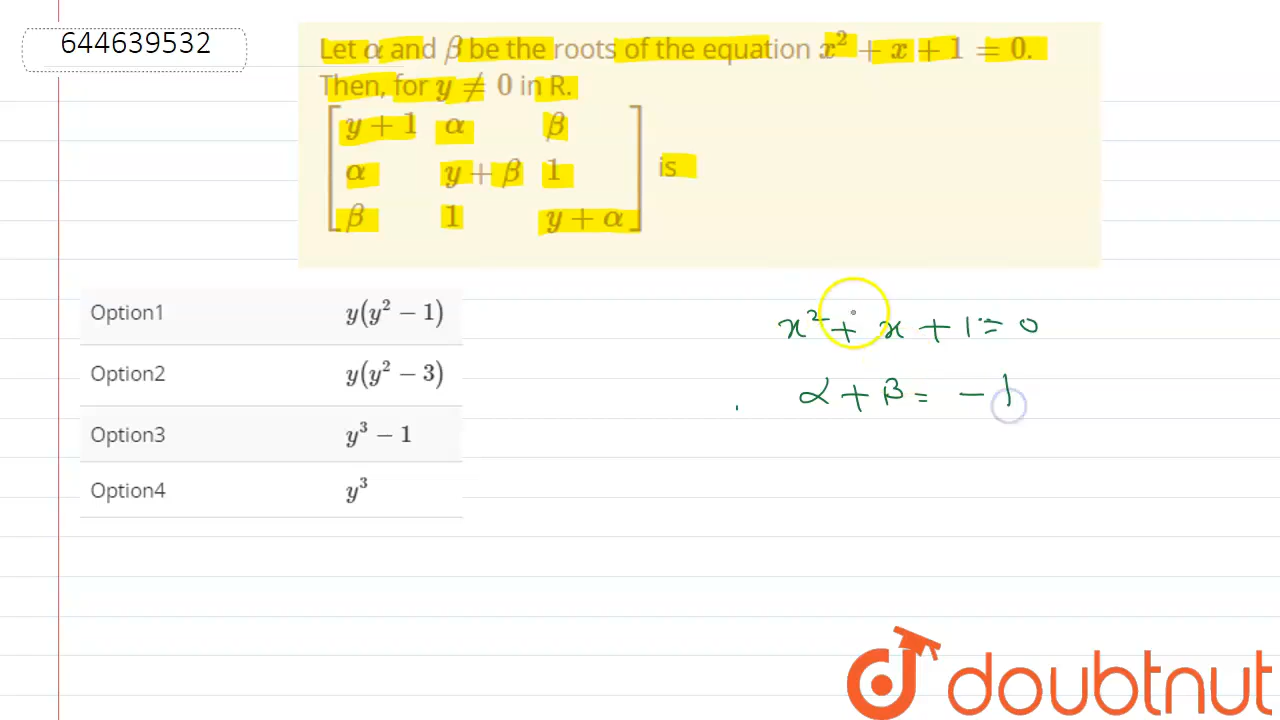 644639532
Let α and β be the roots of the equation x² + x + 1 = 0.
Then, for y ≠ 0 in R.
[ y + 1 α β
α y + β 1
β 1 y + α ] is
Option1 y(y² − 1)
Option2 y(y² − 3)
Option3 y³ − 1
Option4 y³
x² + x + 1 = 0
α + β = − 1
doubtnut